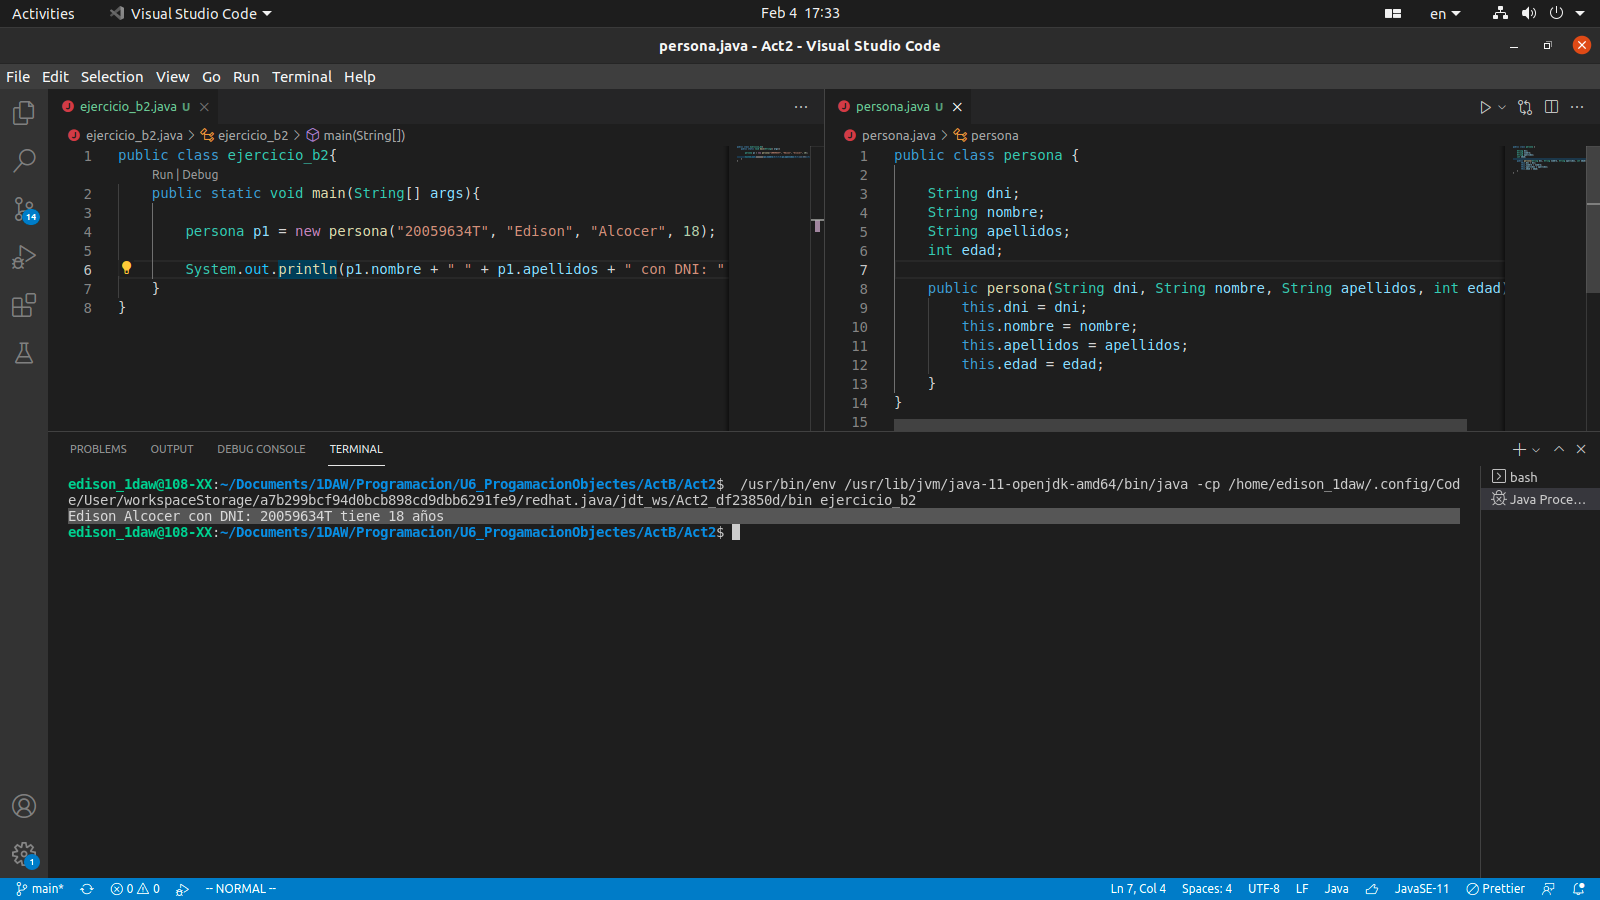 Activities Visual Studio Code Feb 4 17:33 en
persona.java - Act2 - Visual Studio Code
File Edit Selection View Go Run Terminal Help
ejercicio_b2.java U
ejercicio_b2.java > ejercicio_b2 > main(String[])
1 public class ejercicio_b2{
Run | Debug
2 public static void main(String[] args){
3
4 persona p1 = new persona("20059634T", "Edison", "Alcocer", 18);
5
6 System.out.println(p1.nombre + " " + p1.apellidos + " con DNI: "
7 }
8 }
persona.java U
persona.java > persona
1 public class persona {
2
3 String dni;
4 String nombre;
5 String apellidos;
6 int edad;
7
8 public persona(String dni, String nombre, String apellidos, int edad)
9 this.dni = dni;
10 this.nombre = nombre;
11 this.apellidos = apellidos;
12 this.edad = edad;
13 }
14 }
15
14
PROBLEMS OUTPUT DEBUG CONSOLE TERMINAL
edison_1daw@108-XX:~/Documents/1DAW/Programacion/U6_ProgamacionObjectes/ActB/Act2$ /usr/bin/env /usr/lib/jvm/java-11-openjdk-amd64/bin/java -cp /home/edison_1daw/.config/Cod
e/User/workspaceStorage/a7b299bcf94d0bcb898cd9dbb6291fe9/redhat.java/jdt_ws/Act2_df23850d/bin ejercicio_b2
Edison Alcocer con DNI: 20059634T tiene 18 años
edison_1daw@108-XX:~/Documents/1DAW/Programacion/U6_ProgamacionObjectes/ActB/Act2$
bash
Java Proce...
1
main* 0 0 -- NORMAL -- Ln 7, Col 4 Spaces: 4 UTF-8 LF Java JavaSE-11 Prettier